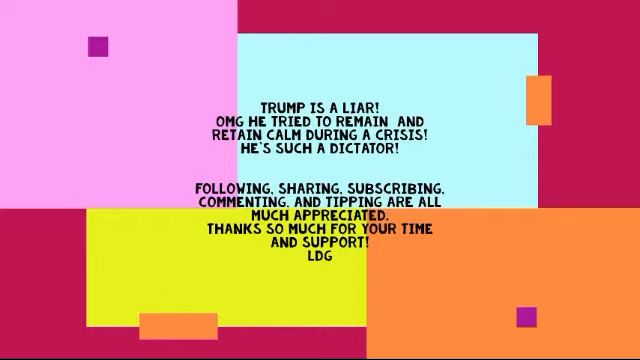 TRUMP IS A LIAR!
OMG HE TRIED TO REMAIN AND
RETAIN CALM DURING A CRISIS!
HE'S SUCH A DICTATOR!
FOLLOWING, SHARING, SUBSCRIBING,
COMMENTING, AND TIPPING ARE ALL
MUCH APPRECIATED.
THANKS SO MUCH FOR YOUR TIME
AND SUPPORT!
LDG